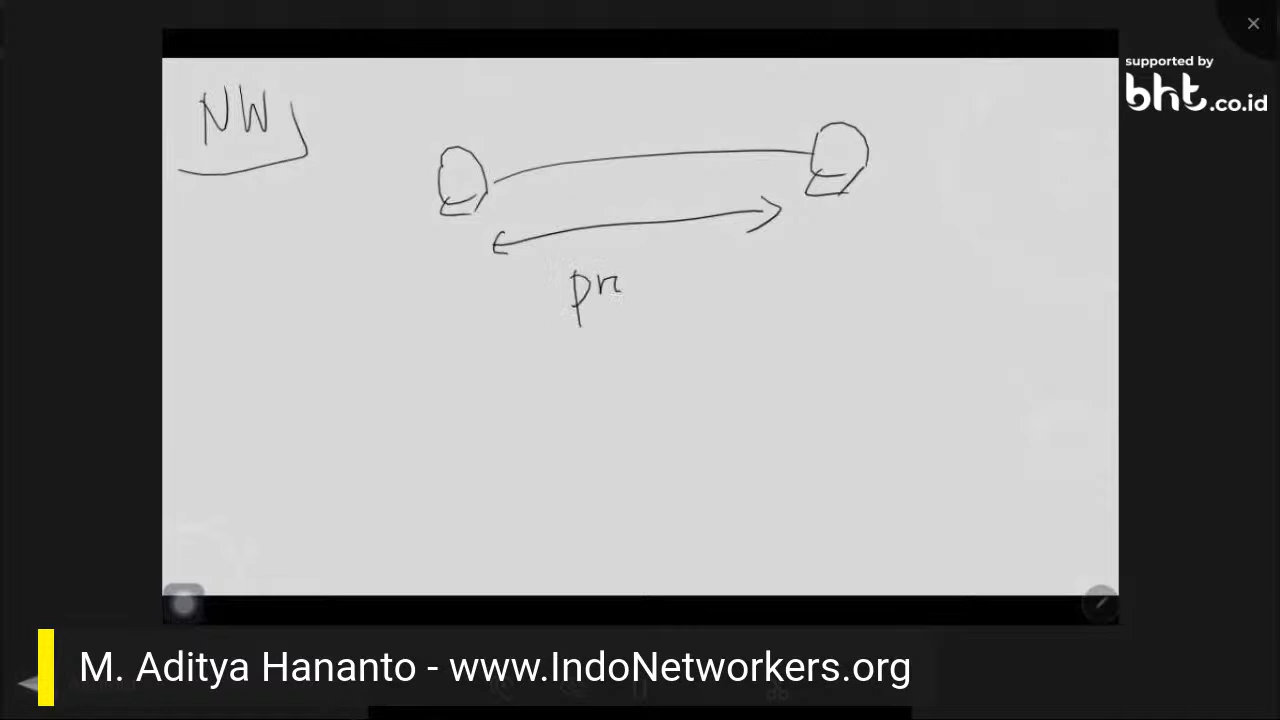 supported by
bht.co.id
NW
pr
M. Aditya Hananto - www.IndoNetworkers.org